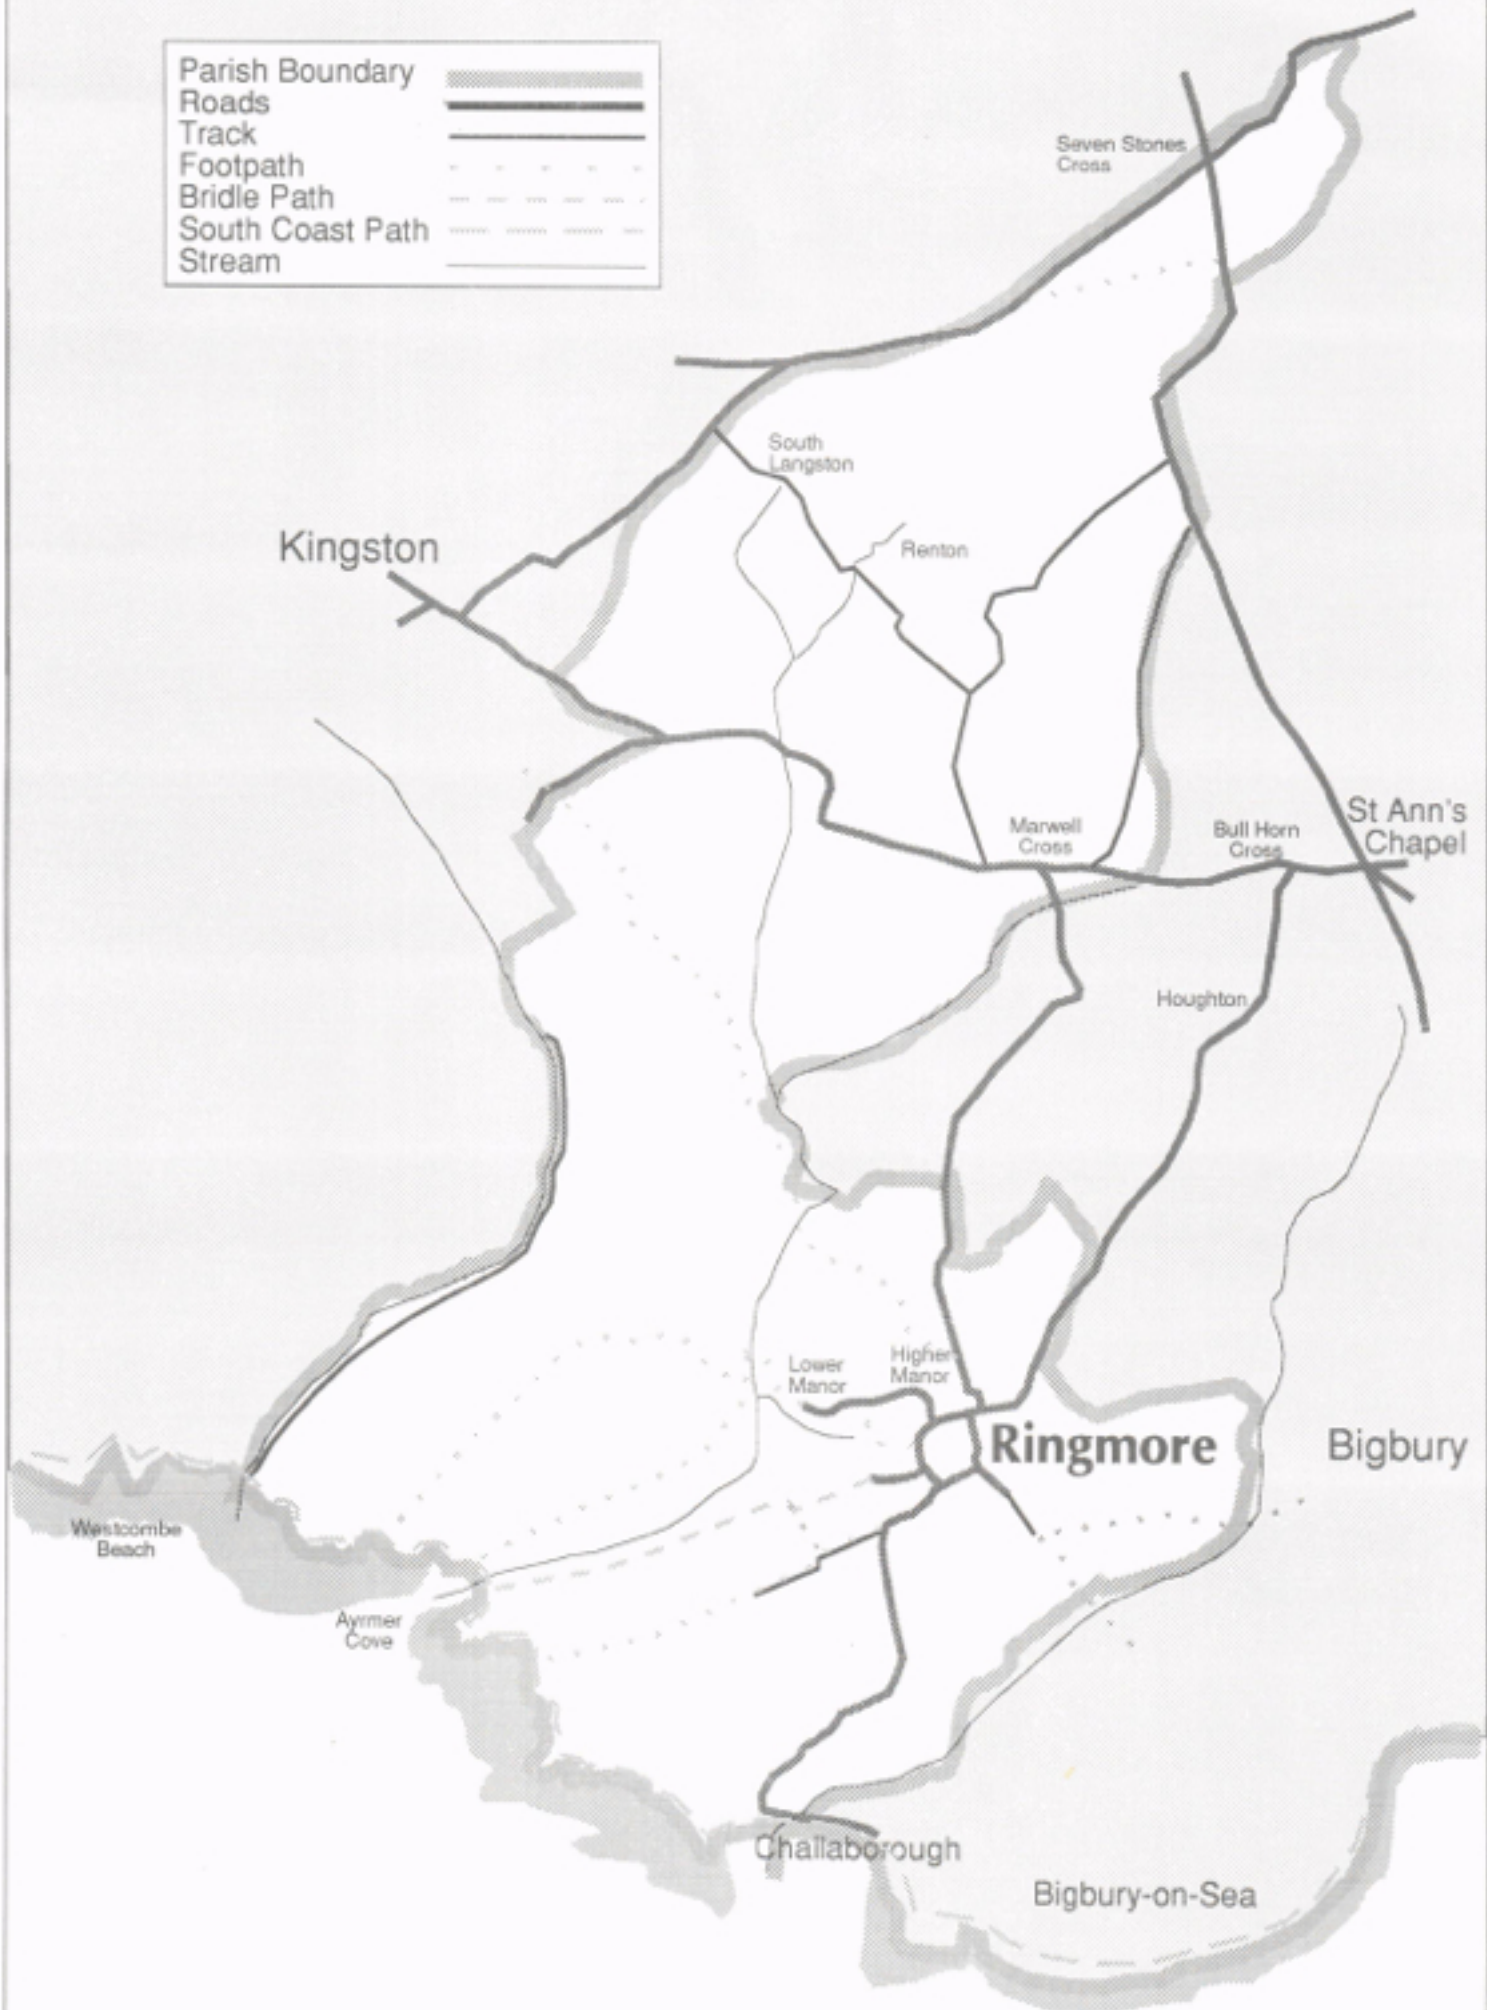 Parish Boundary
Roads
Track
Footpath
Bridle Path
South Coast Path
Stream
Seven Stones
Cross
South
Langston
Kingston
Renton
Marwell
Cross
Bull Horn
Cross
St Ann's
Chapel
Houghton
Lower
Manor
Higher
Manor
Ringmore
Bigbury
Westcombe
Beach
Ayrmer
Cove
Challaborough
Bigbury-on-Sea